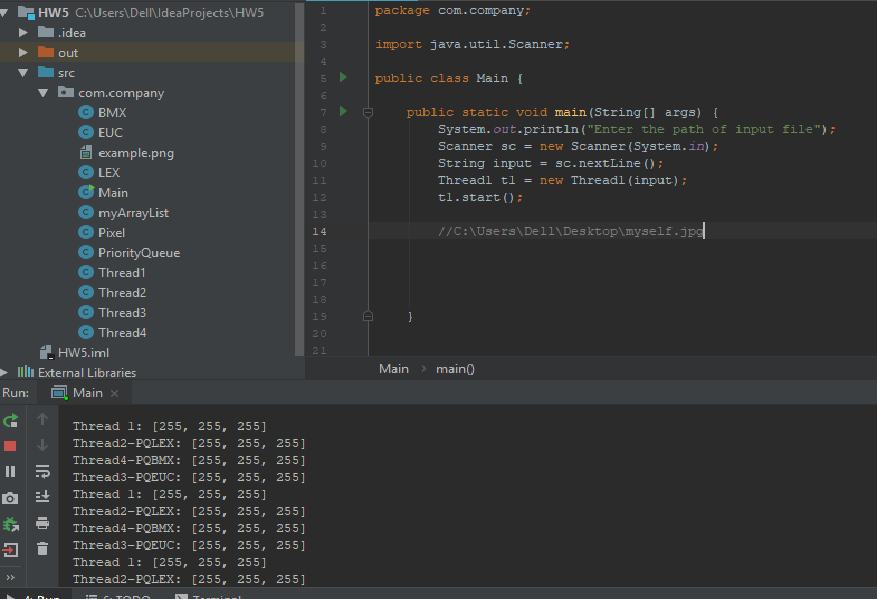 HW5 C:\Users\Dell\IdeaProjects\HW5
.idea
out
src
com.company
BMX
EUC
example.png
LEX
Main
myArrayList
Pixel
PriorityQueue
Thread1
Thread2
Thread3
Thread4
HW5.iml
External Libraries
1 package com.company;
2
3 import java.util.Scanner;
4
5 public class Main {
6
7 public static void main(String[] args) {
8 System.out.println("Enter the path of input file");
9 Scanner sc = new Scanner(System.in);
10 String input = sc.nextLine();
11 Thread1 t1 = new Thread1(input);
12 t1.start();
13
14 //C:\Users\Dell\Desktop\myself.jpg
15
16
17
18
19 }
20
21
Main > main()
Run: Main ×
Thread 1: [255, 255, 255]
Thread2-PQLEX: [255, 255, 255]
Thread4-PQBMX: [255, 255, 255]
Thread3-PQEUC: [255, 255, 255]
Thread 1: [255, 255, 255]
Thread2-PQLEX: [255, 255, 255]
Thread4-PQBMX: [255, 255, 255]
Thread3-PQEUC: [255, 255, 255]
Thread 1: [255, 255, 255]
Thread2-PQLEX: [255, 255, 255]
4: Run 6: TODO Terminal